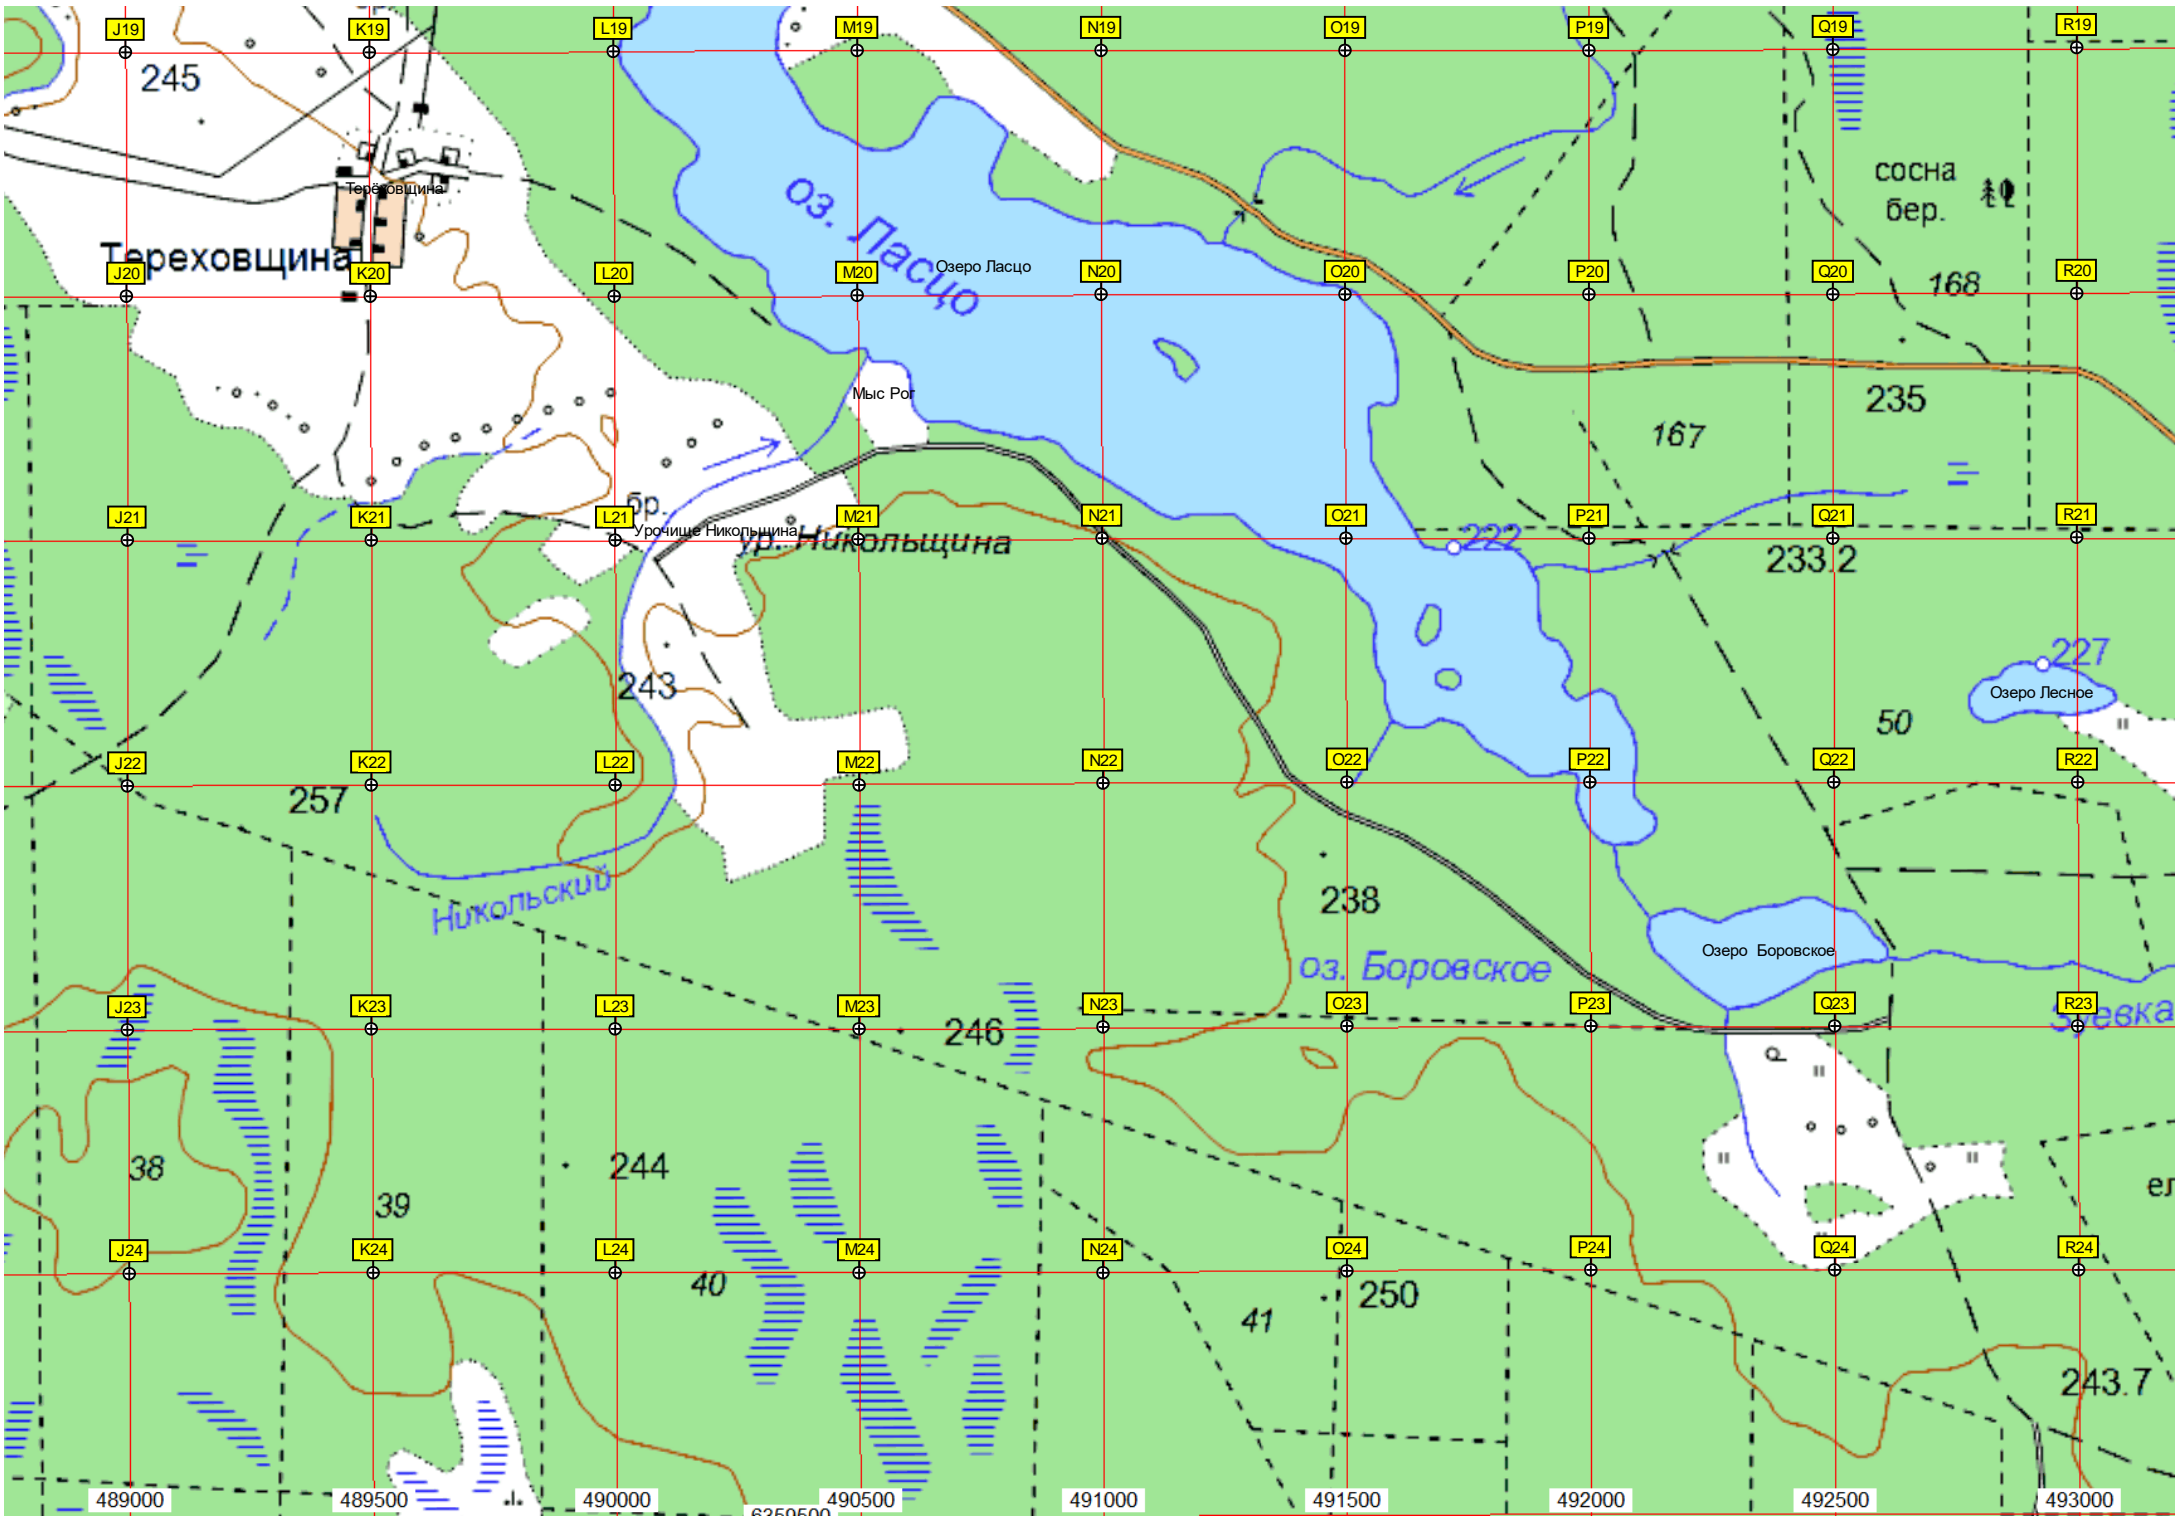 J19 K19 L19 M19 N19 O19 P19 Q19 R19
245
сосна
бер.
Терёховщина
оз. Ласцо
Тереховщина
Озеро Ласцо
J20 K20 L20 M20 N20 O20 P20 Q20 R20
168
Мыс Рог
235
167
бр.
J21 K21 L21 M21 N21 O21 P21 Q21 R21
Урочище Никольщина
ур. Никольщина
222
233.2
227
243
Озеро Лесное
50
J22 K22 L22 M22 N22 O22 P22 Q22 R22
257
Никольский
238
Озеро Боровское
оз. Боровское
J23 K23 L23 M23 N23 O23 P23 Q23 R23
Зуевка
246
38
244
ел
39
J24 K24 L24 M24 N24 O24 P24 Q24 R24
40
250
41
243.7
489000 489500 490000 490500 491000 491500 492000 492500 493000
6359500